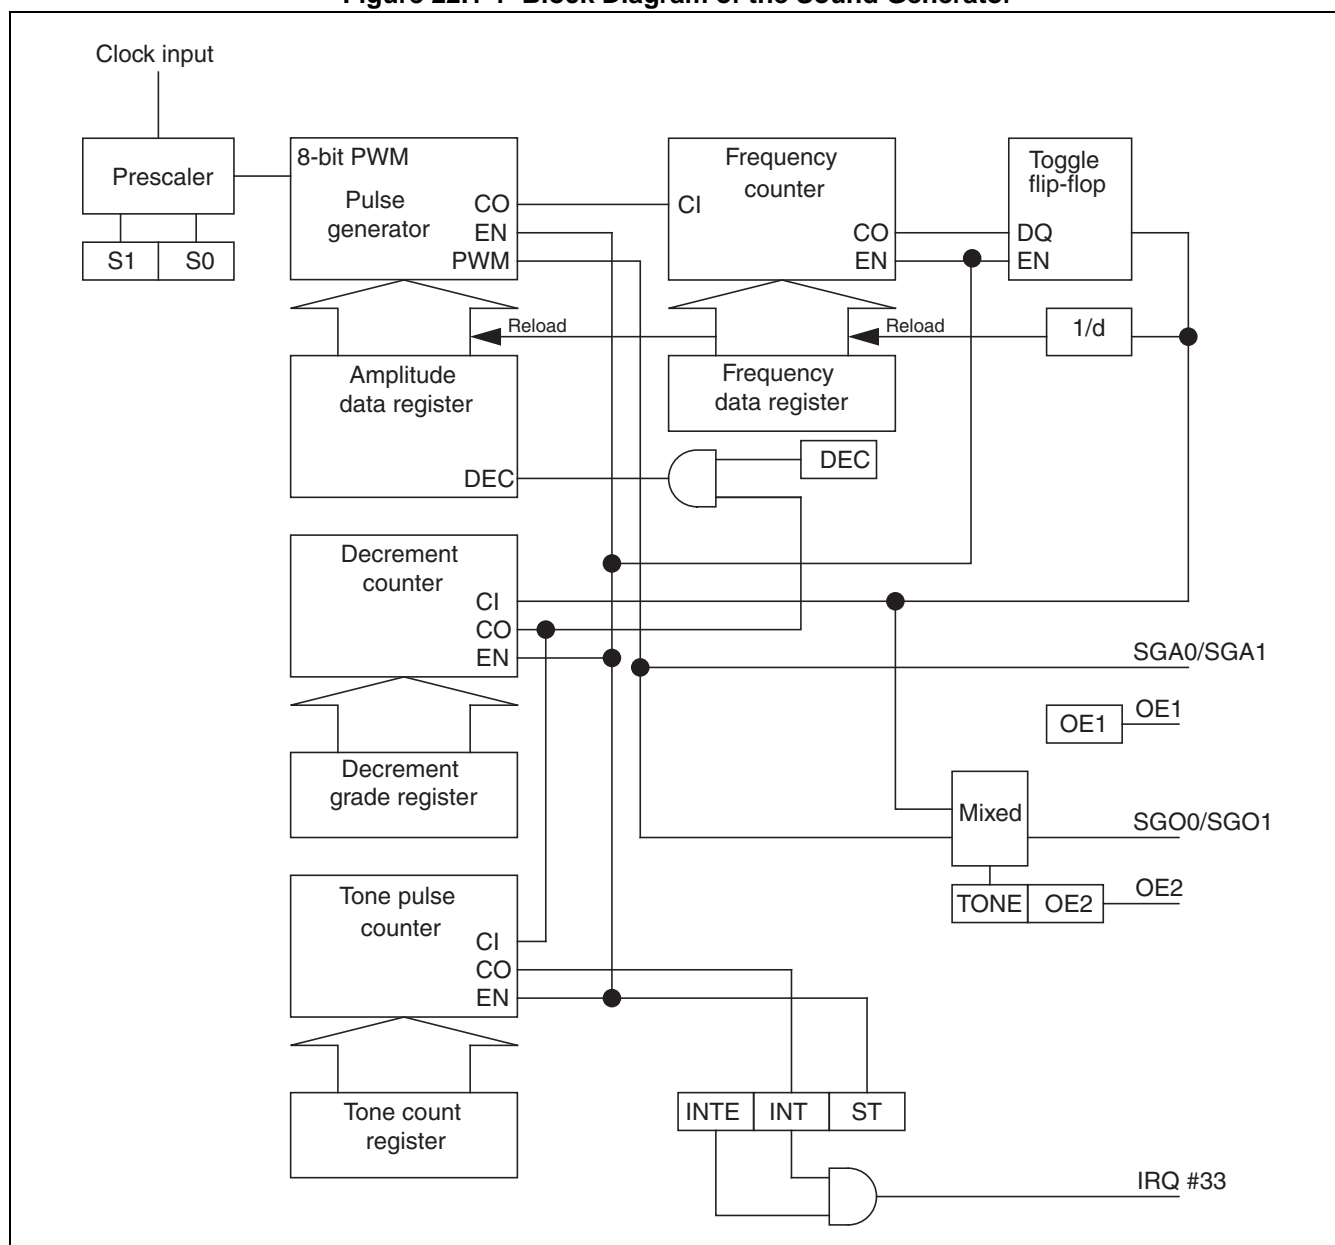 Figure 22.1-1 Block Diagram of the Sound Generator
Clock input
Prescaler
S1 S0
8-bit PWM
Pulse
generator
CO
EN
PWM
Frequency
counter
CI
CO
EN
Toggle
flip-flop
DQ
EN
Reload
Reload
1/d
Amplitude
data register
DEC
Frequency
data register
DEC
Decrement
counter
CI
CO
EN
SGA0/SGA1
OE1
OE1
Decrement
grade register
Mixed
SGO0/SGO1
TONE OE2
OE2
Tone pulse
counter
CI
CO
EN
Tone count
register
INTE INT ST
IRQ #33